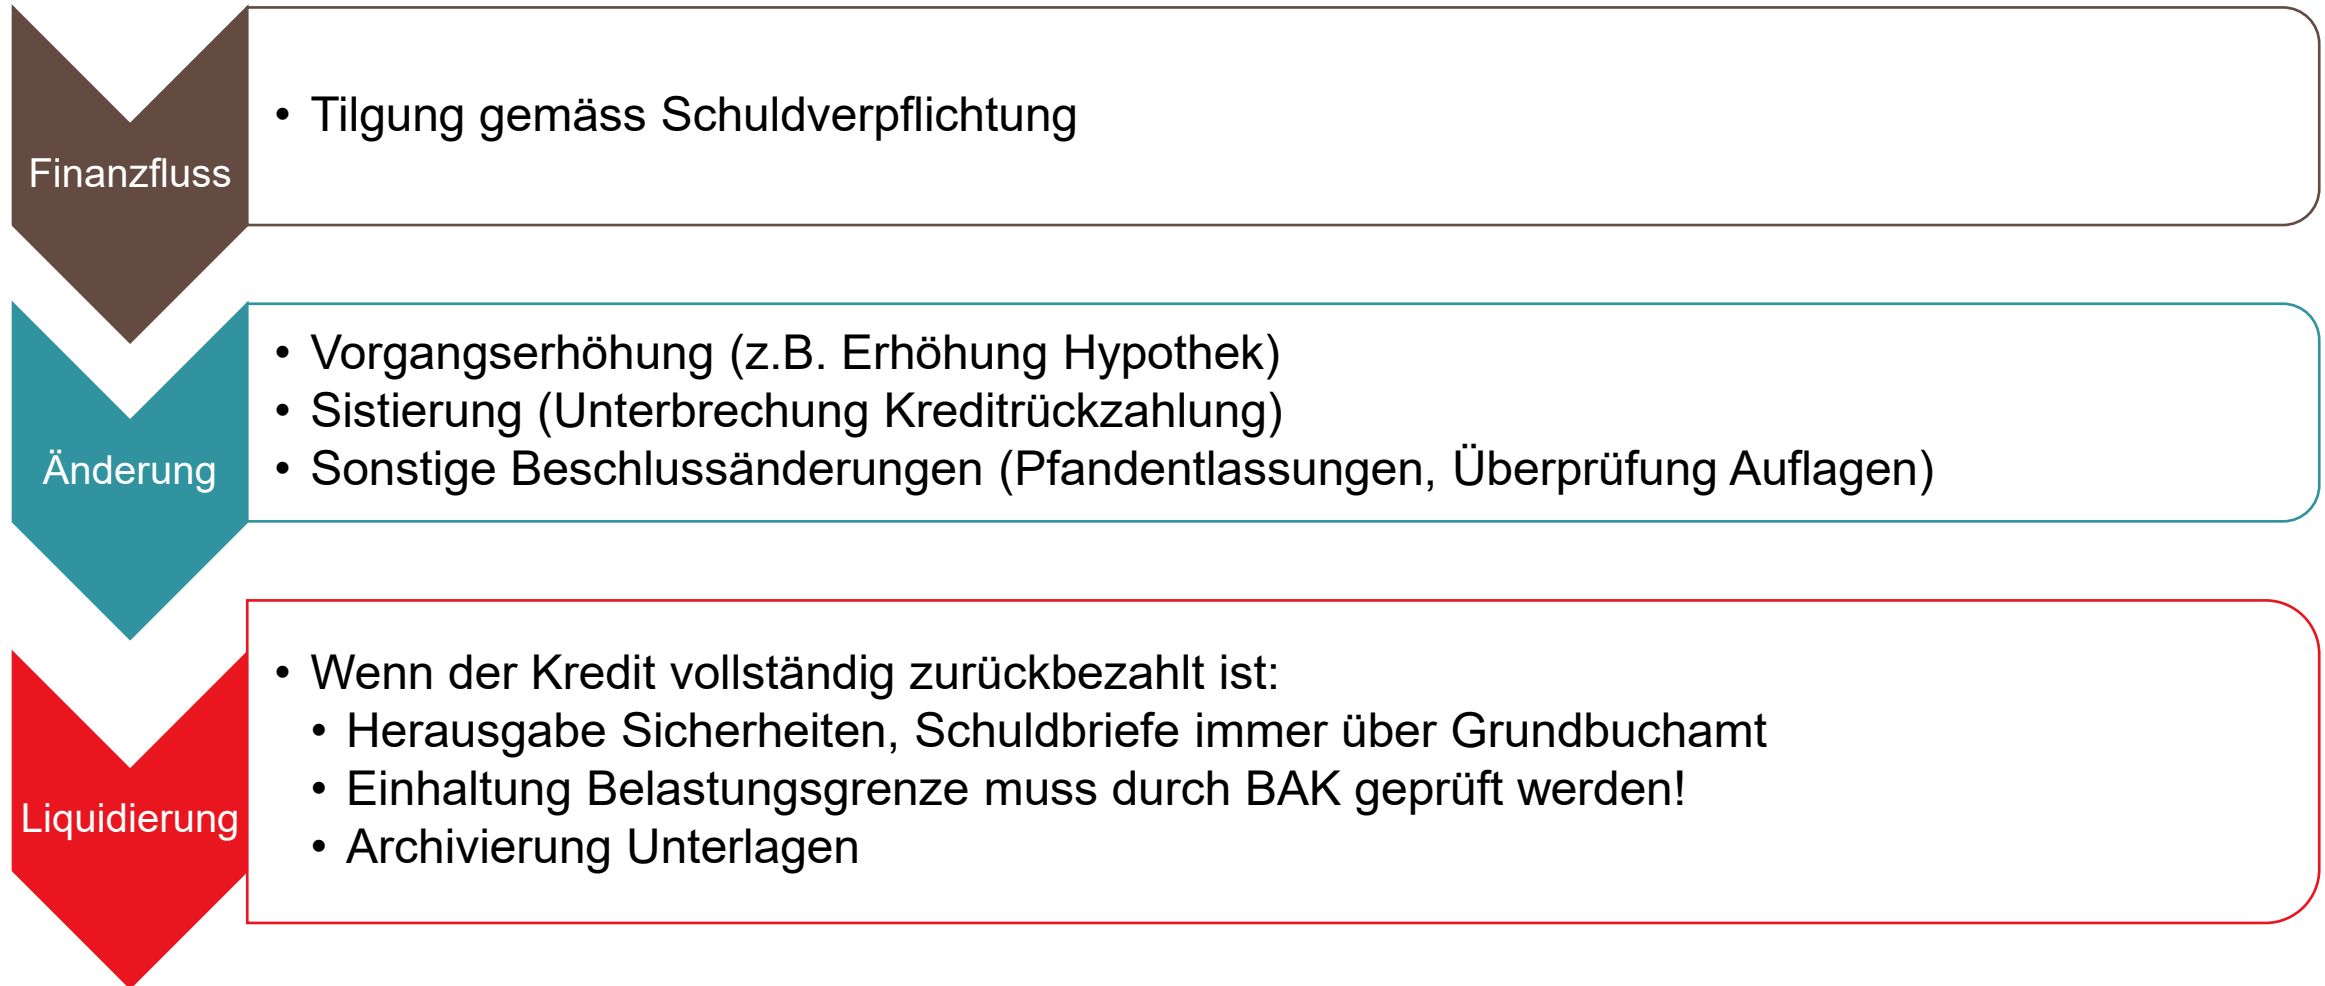 Finanzfluss
• Tilgung gemäss Schuldverpflichtung
Änderung
• Vorgangserhöhung (z.B. Erhöhung Hypothek)
• Sistierung (Unterbrechung Kreditrückzahlung)
• Sonstige Beschlussänderungen (Pfandentlassungen, Überprüfung Auflagen)
Liquidierung
• Wenn der Kredit vollständig zurückbezahlt ist:
• Herausgabe Sicherheiten, Schuldbriefe immer über Grundbuchamt
• Einhaltung Belastungsgrenze muss durch BAK geprüft werden!
• Archivierung Unterlagen